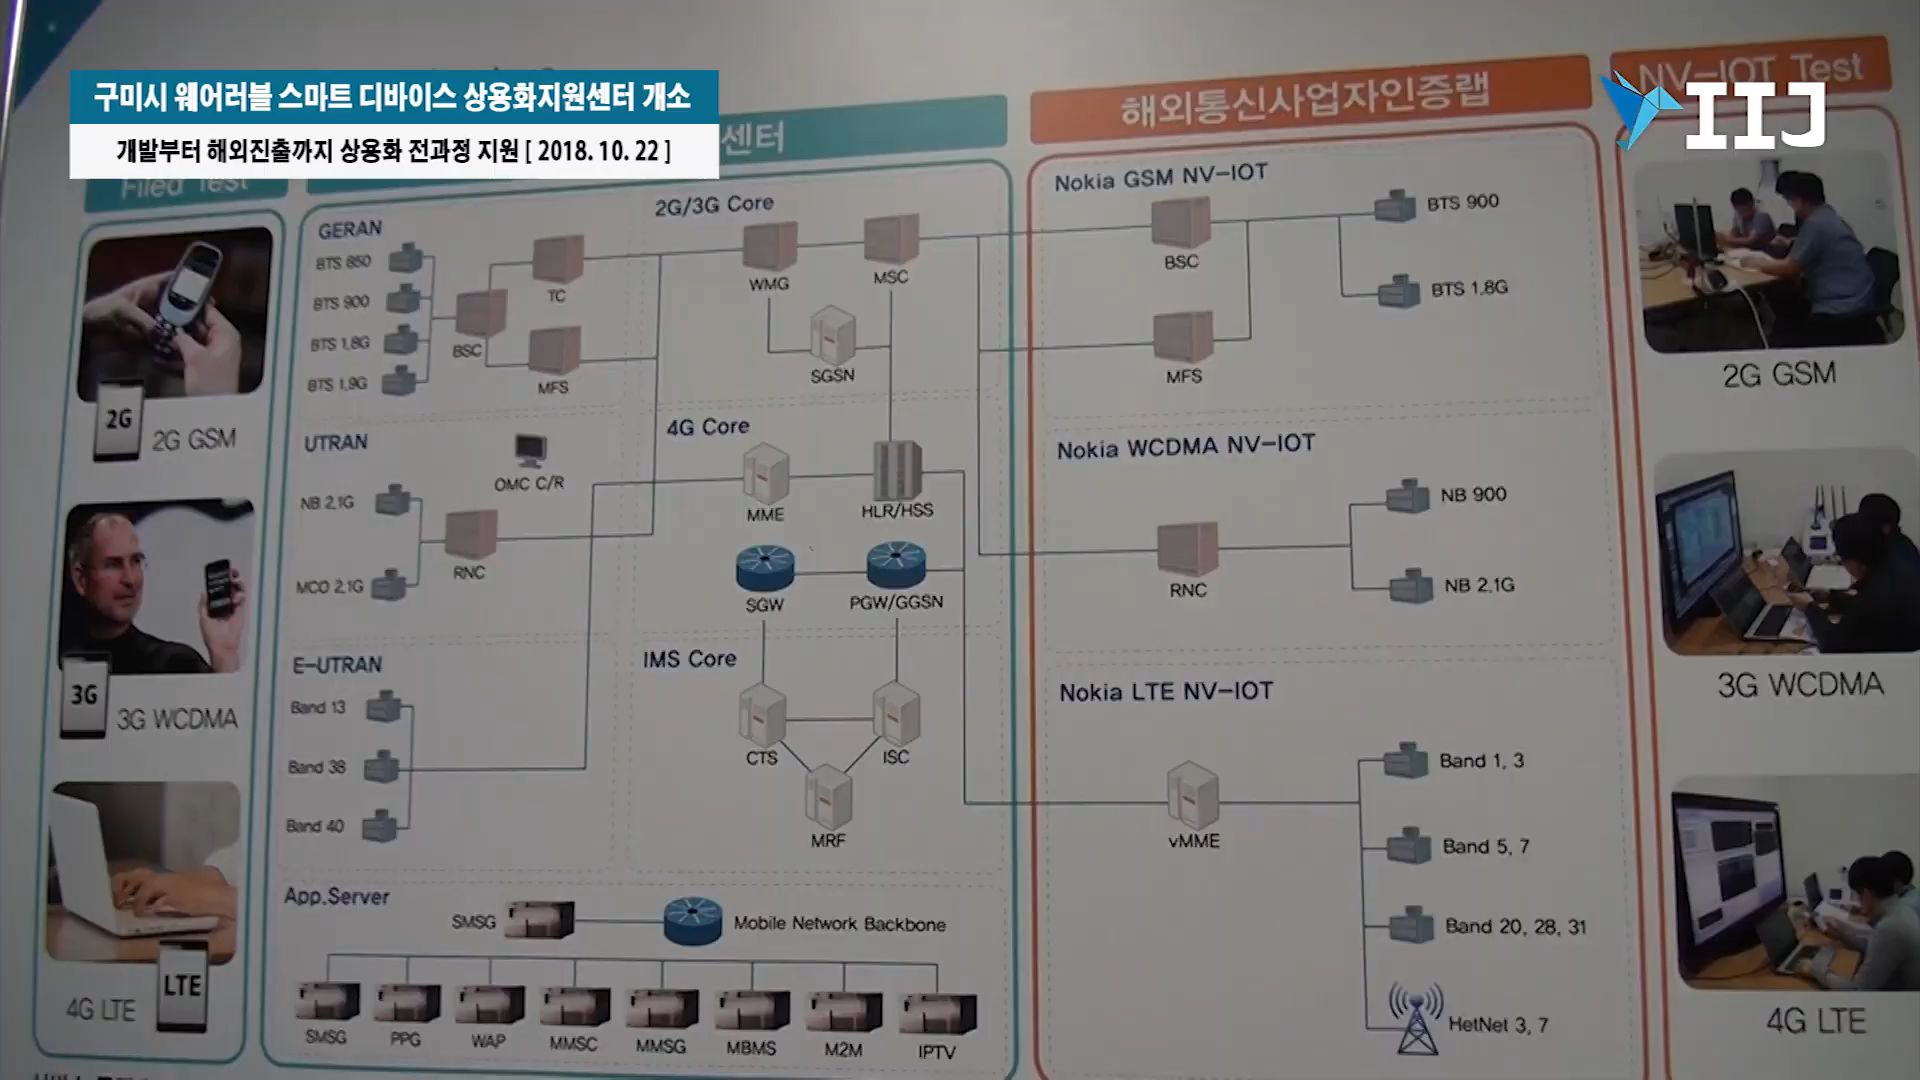 구미시 웨어러블 스마트 디바이스 상용화지원센터 개소
개발부터 해외진출까지 상용화 전과정 지원 [ 2018. 10. 22 ]
IIJ
센터
해외통신사업자인증랩
NV-IOT Test
Filed Test
2G
2G GSM
3G
3G WCDMA
LTE
4G LTE
GERAN
BTS 850
BTS 900
BTS 1.8G
BTS 1.9G
BSC
TC
MFS
2G/3G Core
WMG
MSC
SGSN
UTRAN
OMC C/R
NB 2.1G
MCO 2.1G
RNC
4G Core
MME
HLR/HSS
SGW
PGW/GGSN
E-UTRAN
Band 13
Band 38
Band 40
IMS Core
CTS
ISC
MRF
App.Server
SMSG
Mobile Network Backbone
SMSG
PPG
WAP
MMSC
MMSG
MBMS
M2M
IPTV
Nokia GSM NV-IOT
BSC
MFS
BTS 900
BTS 1.8G
Nokia WCDMA NV-IOT
RNC
NB 900
NB 2.1G
Nokia LTE NV-IOT
vMME
Band 1, 3
Band 5, 7
Band 20, 28, 31
HetNet 3, 7
2G GSM
3G WCDMA
4G LTE